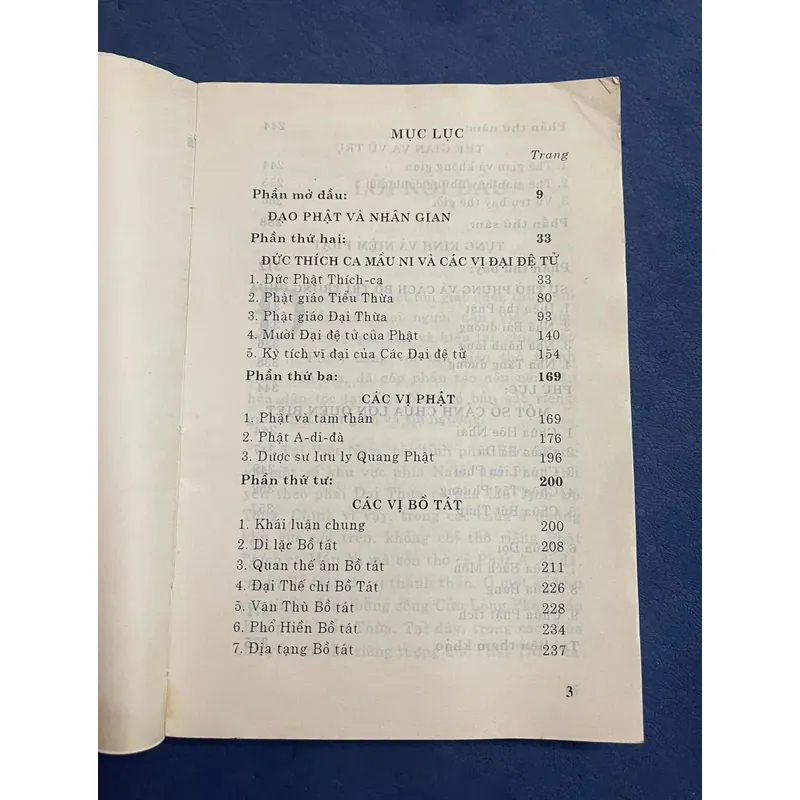 MỤC LỤC
Trang
Phần mở đầu: 9
ĐẠO PHẬT VÀ NHÂN GIAN
Phần thứ hai: 33
ĐỨC THÍCH CA MẦU NI VÀ CÁC VỊ ĐẠI ĐỆ TỬ
1. Đức Phật Thích-ca 33
2. Phật giáo Tiểu Thừa 80
3. Phật giáo Đại Thừa 93
4. Mười Đại đệ tử của Phật 140
5. Kỳ tích vĩ đại của Các Đại đệ tử 154
Phần thứ ba: 169
CÁC VỊ PHẬT
1. Phật và tam thân 169
2. Phật A-di-đà 176
3. Dược sư lưu ly Quang Phật 196
Phần thứ tư: 200
CÁC VỊ BỒ TÁT
1. Khái luận chung 200
2. Di lặc Bồ tát 208
3. Quan thế âm Bồ tát 211
4. Đại Thế chí Bồ Tát 226
5. Văn Thù Bồ tát 228
6. Phổ Hiền Bồ tát 234
7. Địa tạng Bồ tát 237
3